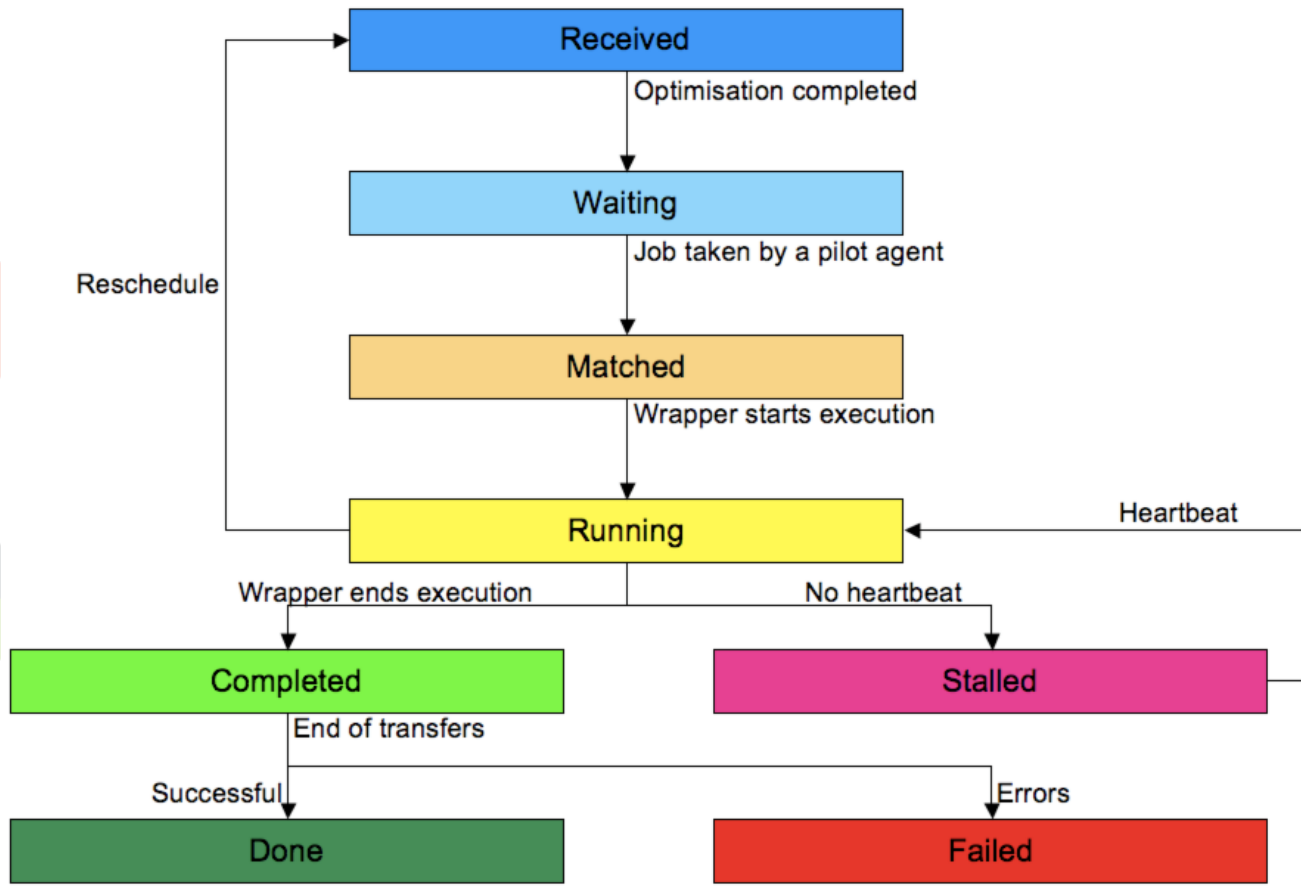 Received
Optimisation completed
Waiting
Job taken by a pilot agent
Reschedule
Matched
Wrapper starts execution
Heartbeat
Running
Wrapper ends execution
No heartbeat
Completed
Stalled
End of transfers
Successful
Errors
Done
Failed